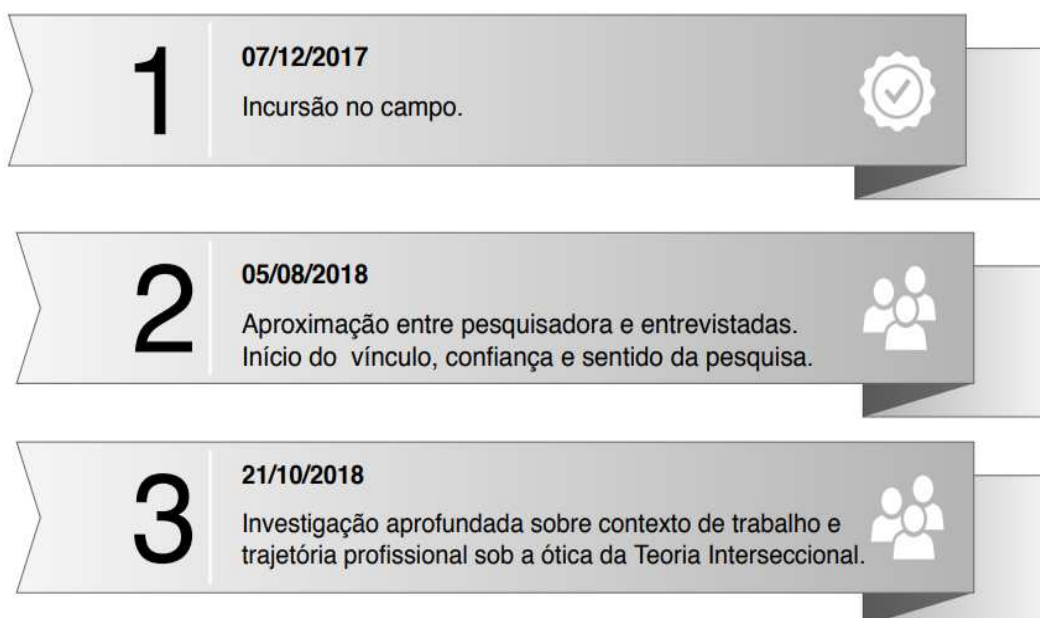 1
07/12/2017
Incursão no campo.
2
05/08/2018
Aproximação entre pesquisadora e entrevistadas.
Início do vínculo, confiança e sentido da pesquisa.
3
21/10/2018
Investigação aprofundada sobre contexto de trabalho e
trajetória profissional sob a ótica da Teoria Interseccional.